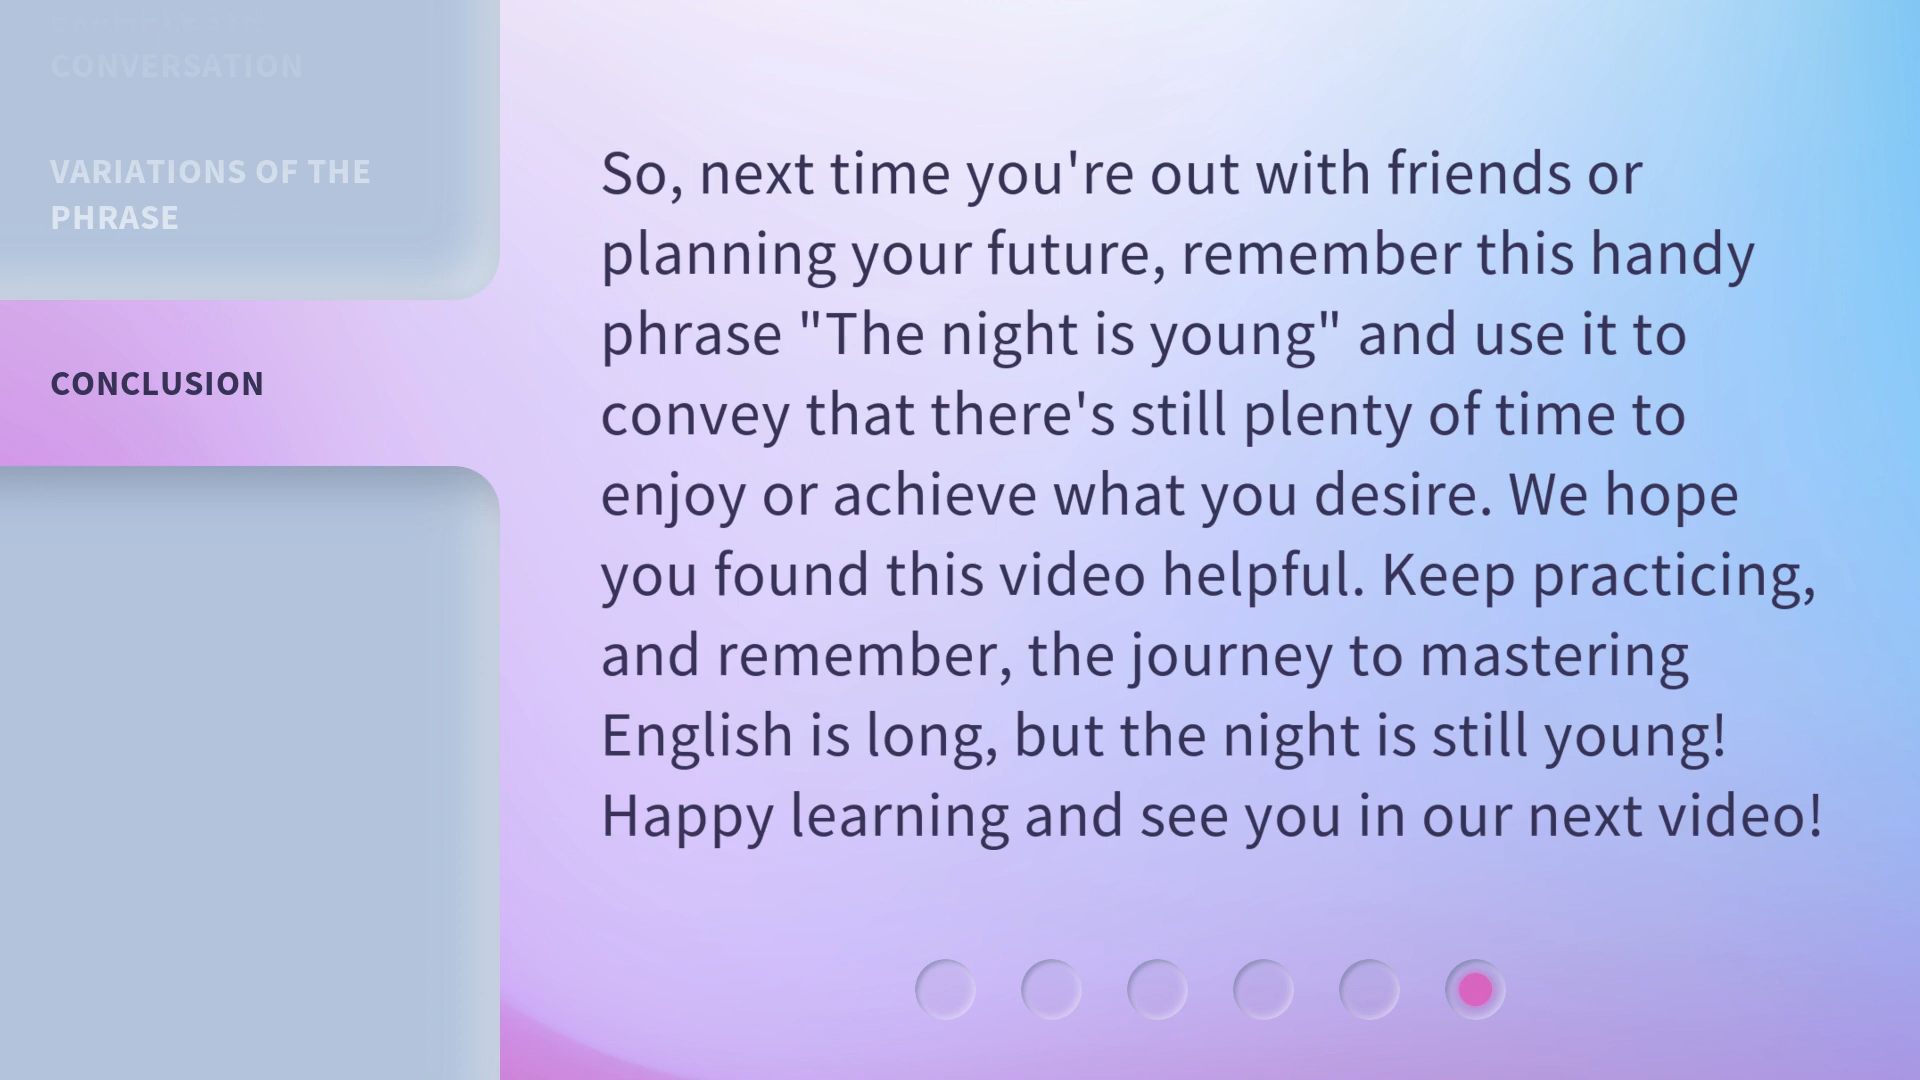 CONVERSATION
VARIATIONS OF THE
PHRASE
CONCLUSION
So, next time you're out with friends or
planning your future, remember this handy
phrase "The night is young" and use it to
convey that there's still plenty of time to
enjoy or achieve what you desire. We hope
you found this video helpful. Keep practicing,
and remember, the journey to mastering
English is long, but the night is still young!
Happy learning and see you in our next video!